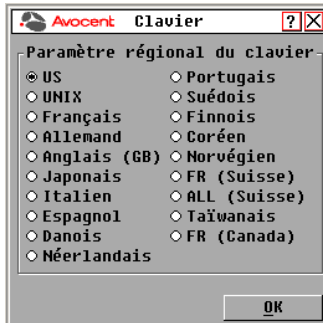 Avocent Clavier ? X
Paramètre régional du clavier
US
UNIX
Français
Allemand
Anglais (GB)
Japonais
Italien
Espagnol
Danois
Néerlandais
Portugais
Suédois
Finnois
Coréen
Norvégien
FR (Suisse)
ALL (Suisse)
Taïwanais
FR (Canada)
OK